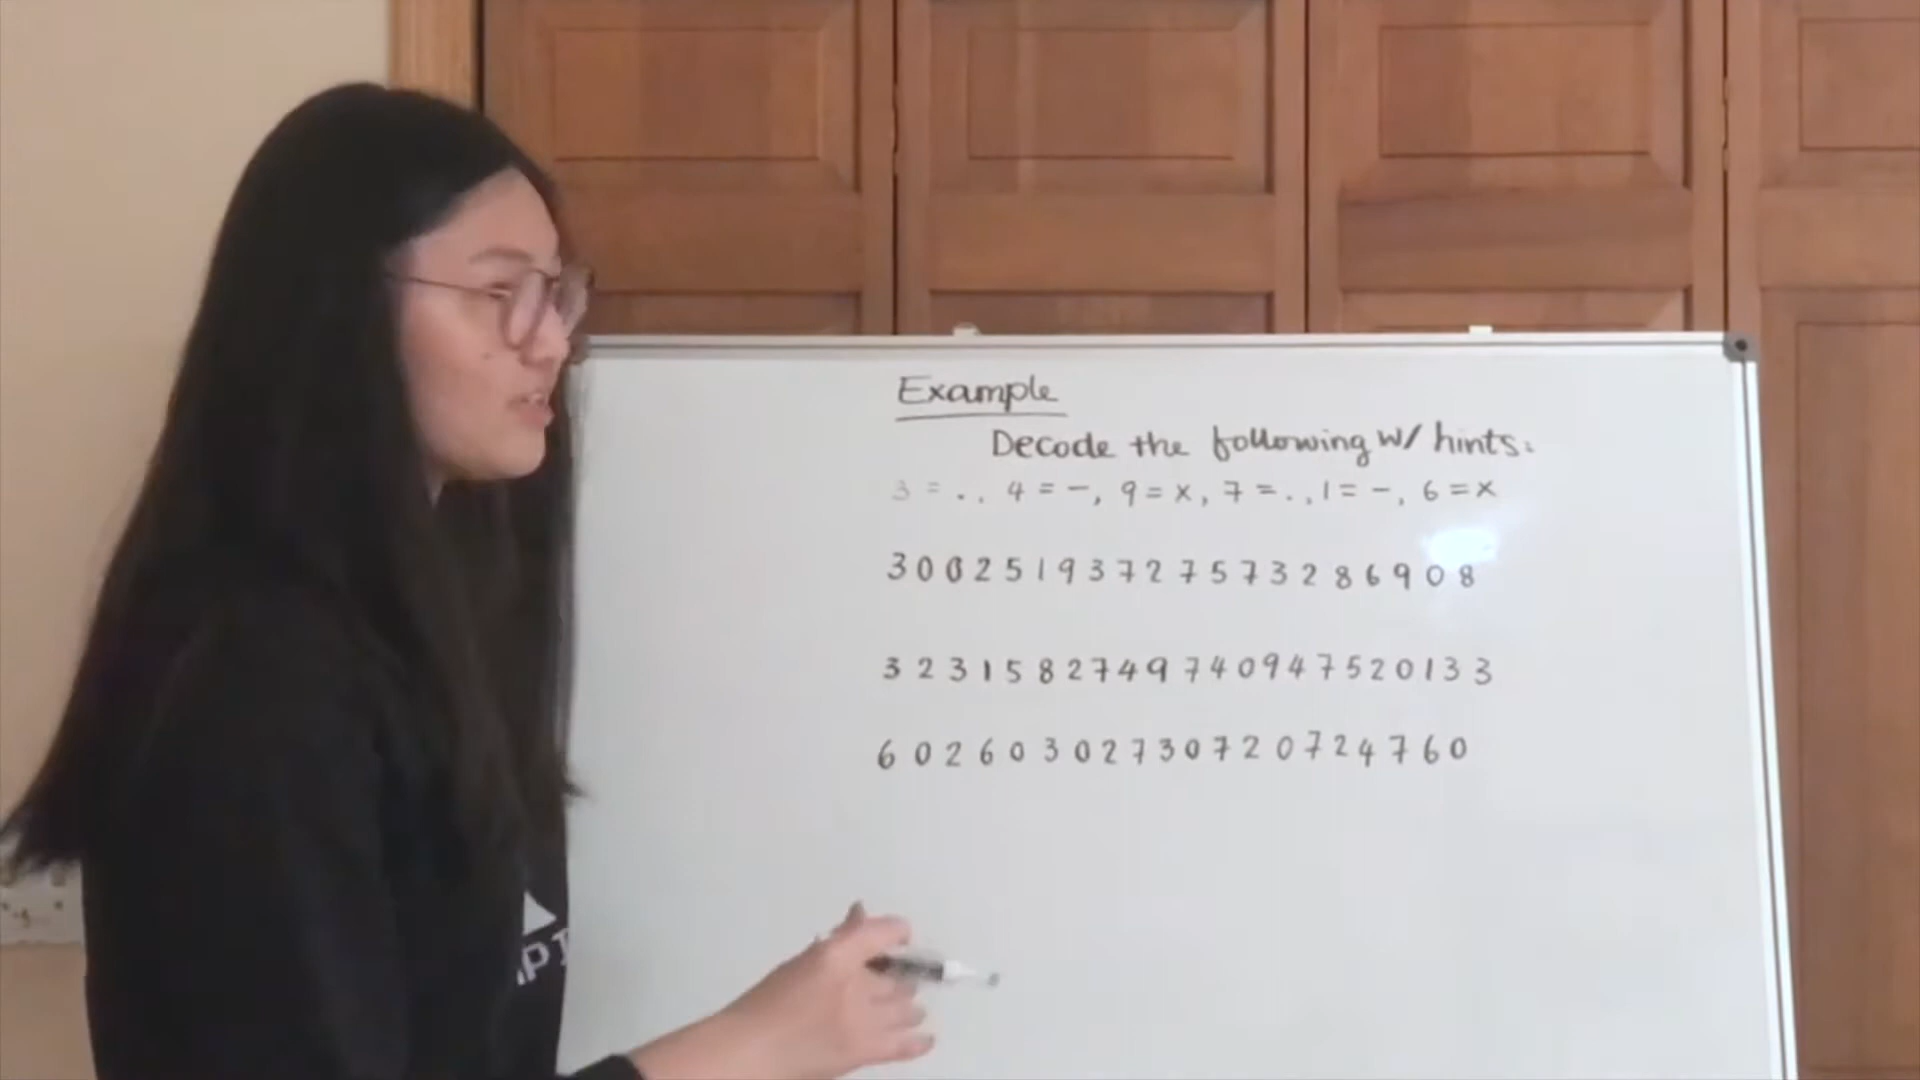 Example
Decode the following w/ hints:
3 = . , 4 = -, 9 = x, 7 = . , 1 = -, 6 = x
3 0 0 2 5 1 9 3 7 2 7 5 7 3 2 8 6 9 0 8
3 2 3 1 5 8 2 7 4 9 7 4 0 9 4 7 5 2 0 1 3 3
6 0 2 6 0 3 0 2 7 3 0 7 2 0 7 2 4 7 6 0